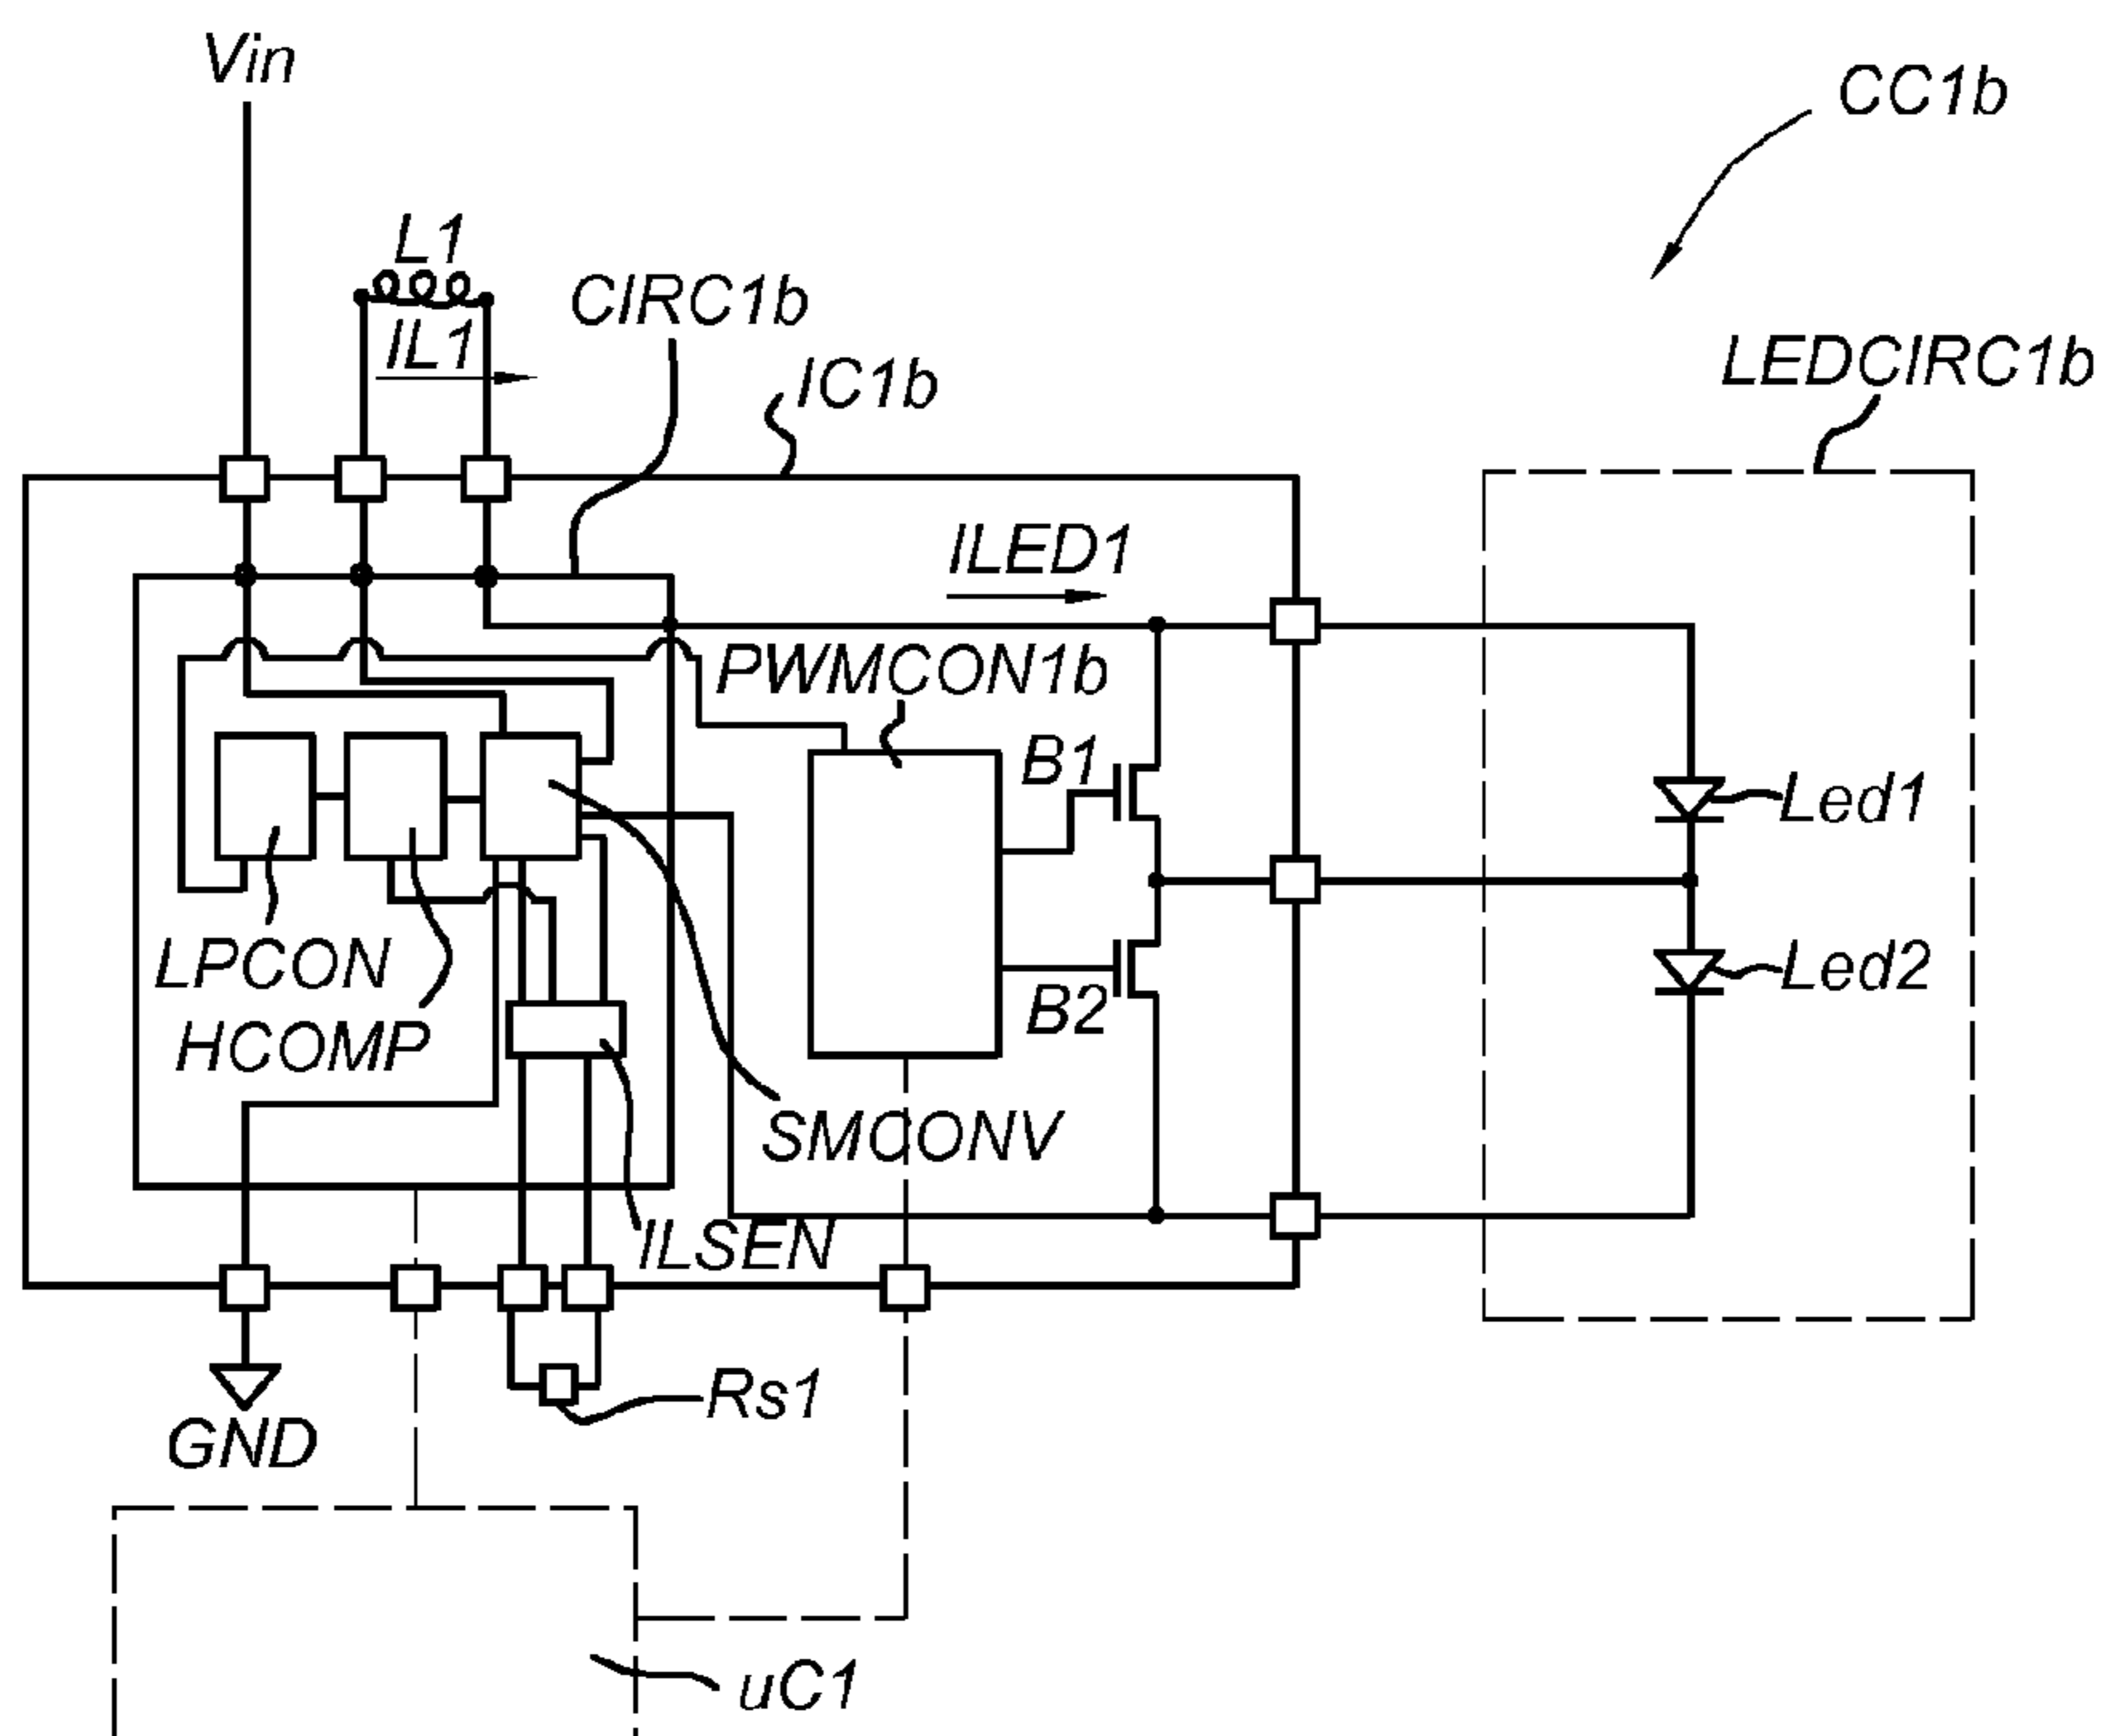 Vin
CC1b
L1
IL1
CIRC1b
IC1b
LEDCIRC1b
ILED1
PWMCON1b
B1
Led1
LPCON
Led2
B2
HCOMP
SMCONV
ILSEN
Rs1
GND
uC1